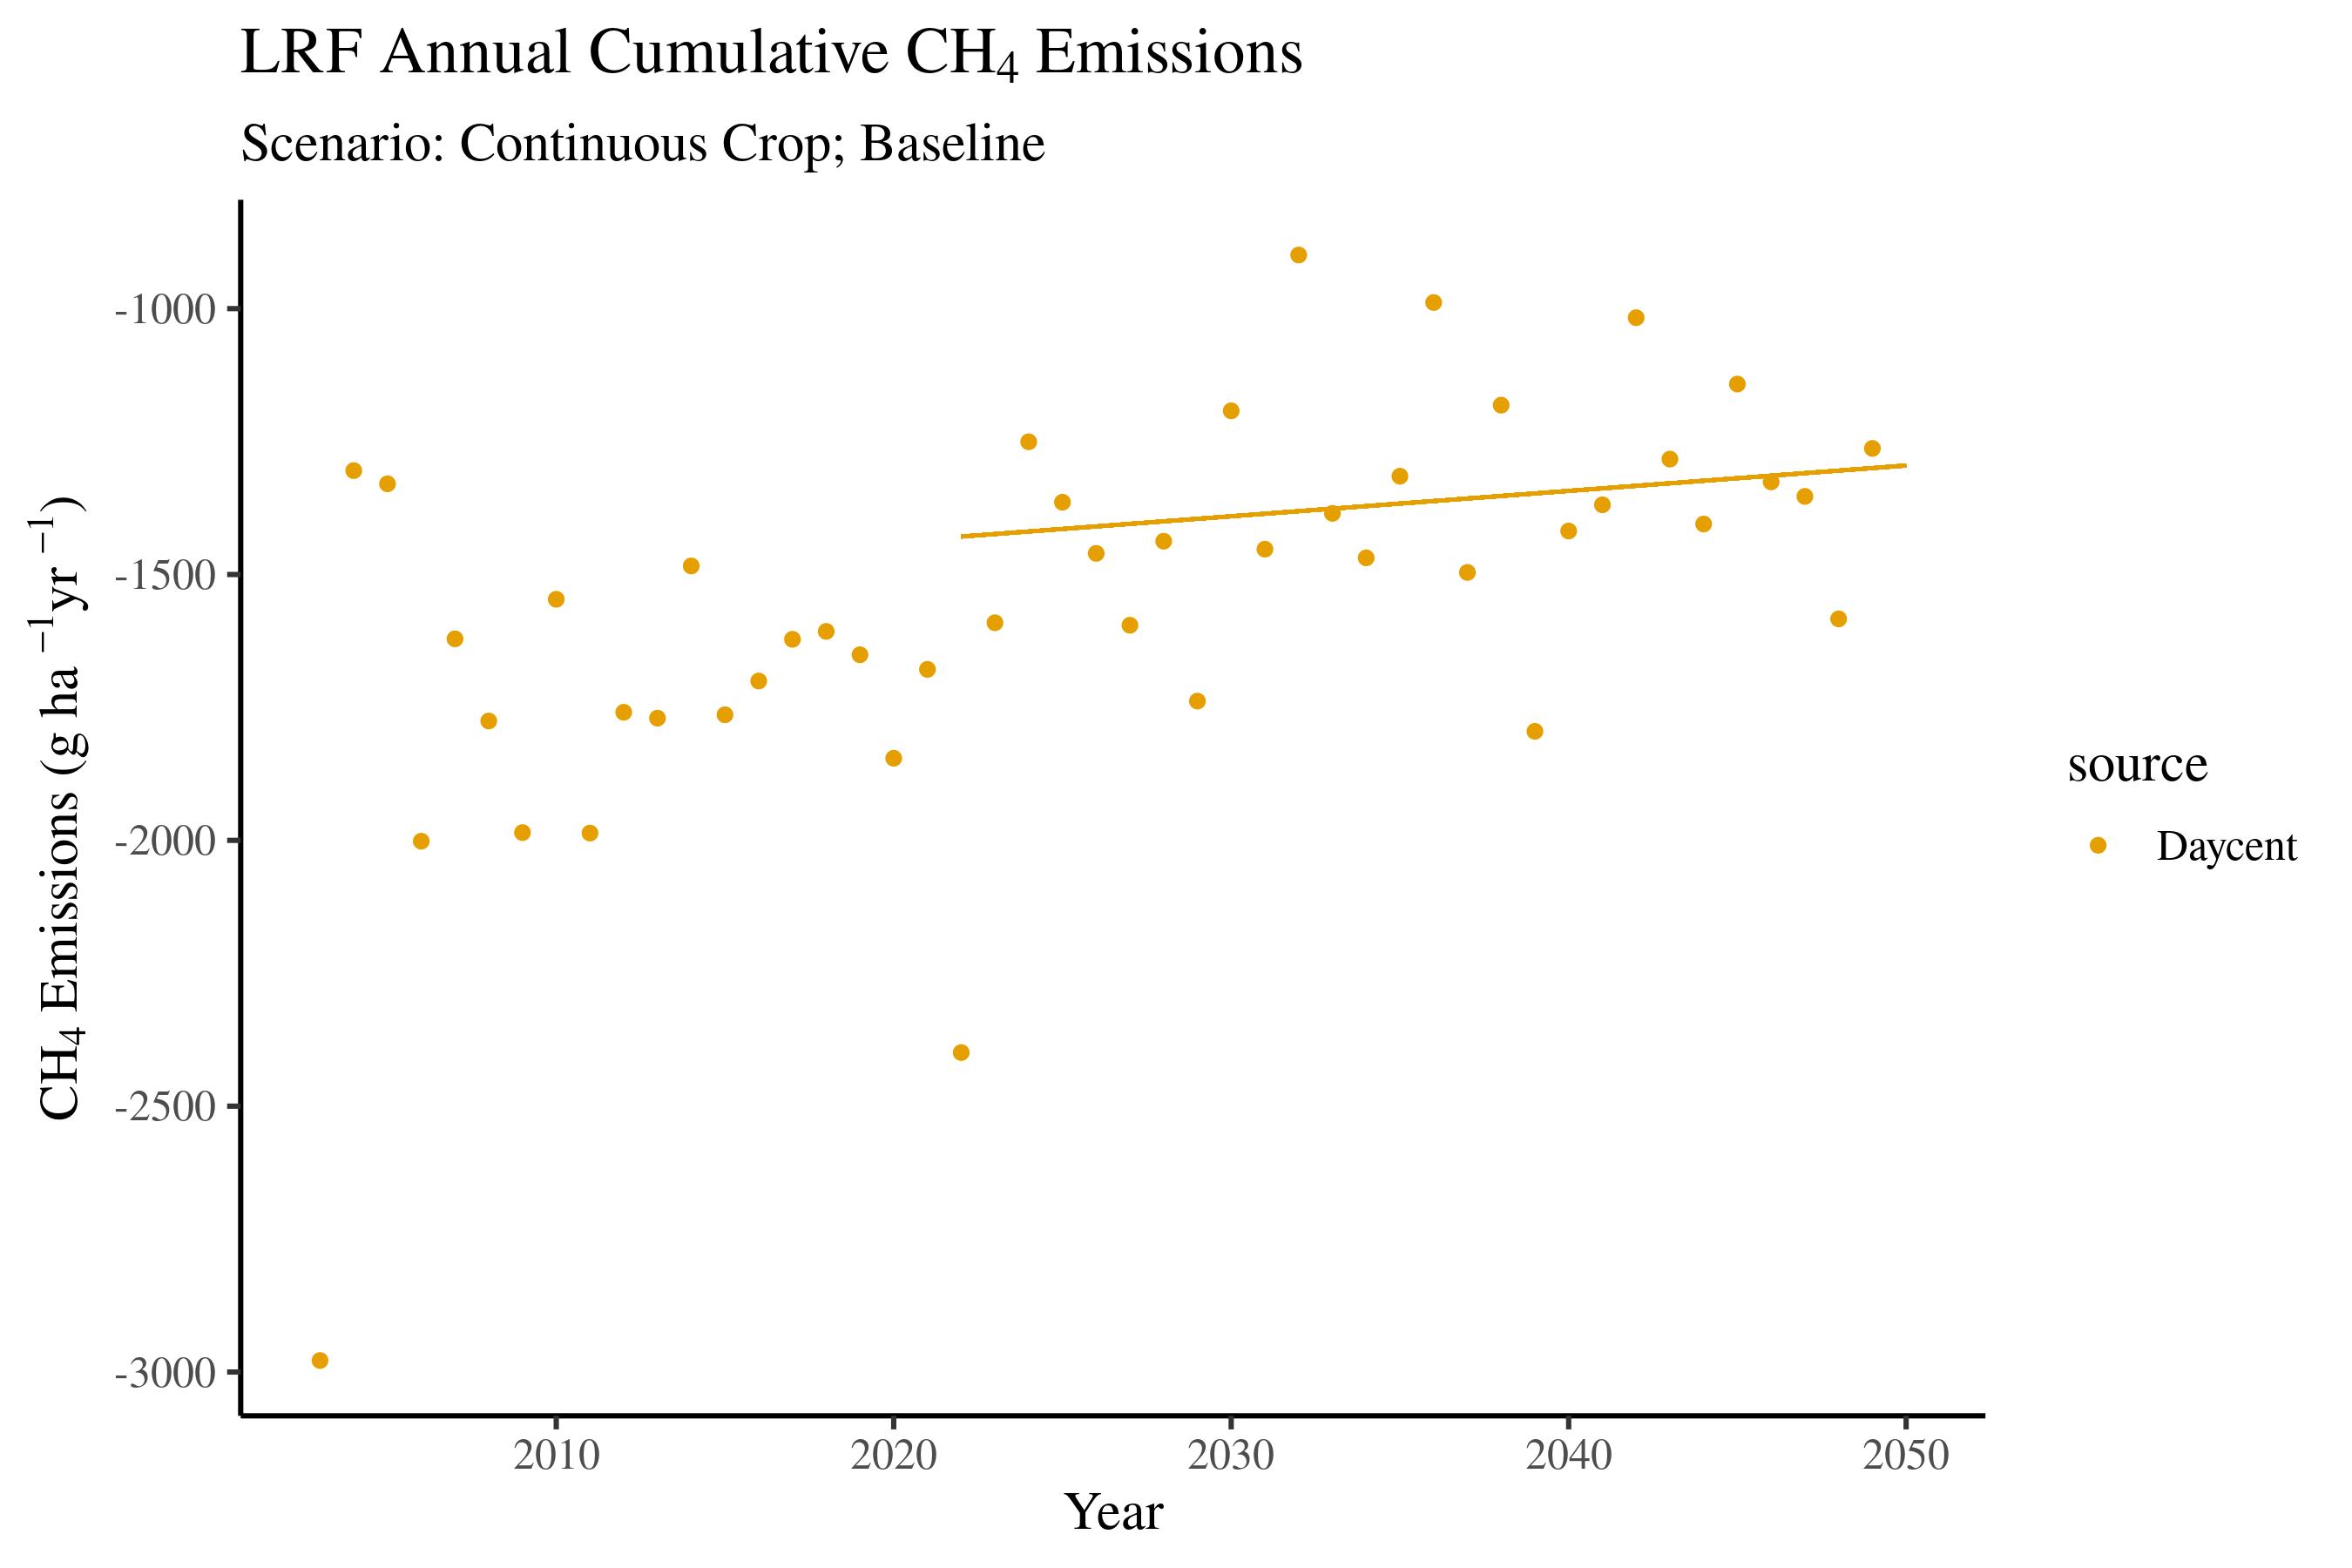 LRF Annual Cumulative CH₄ Emissions
Scenario: Continuous Crop; Baseline
CH₄ Emissions (g ha ⁻¹yr ⁻¹)
-1000
-1500
-2000
-2500
-3000
2010 2020 2030 2040 2050
Year
source
Daycent